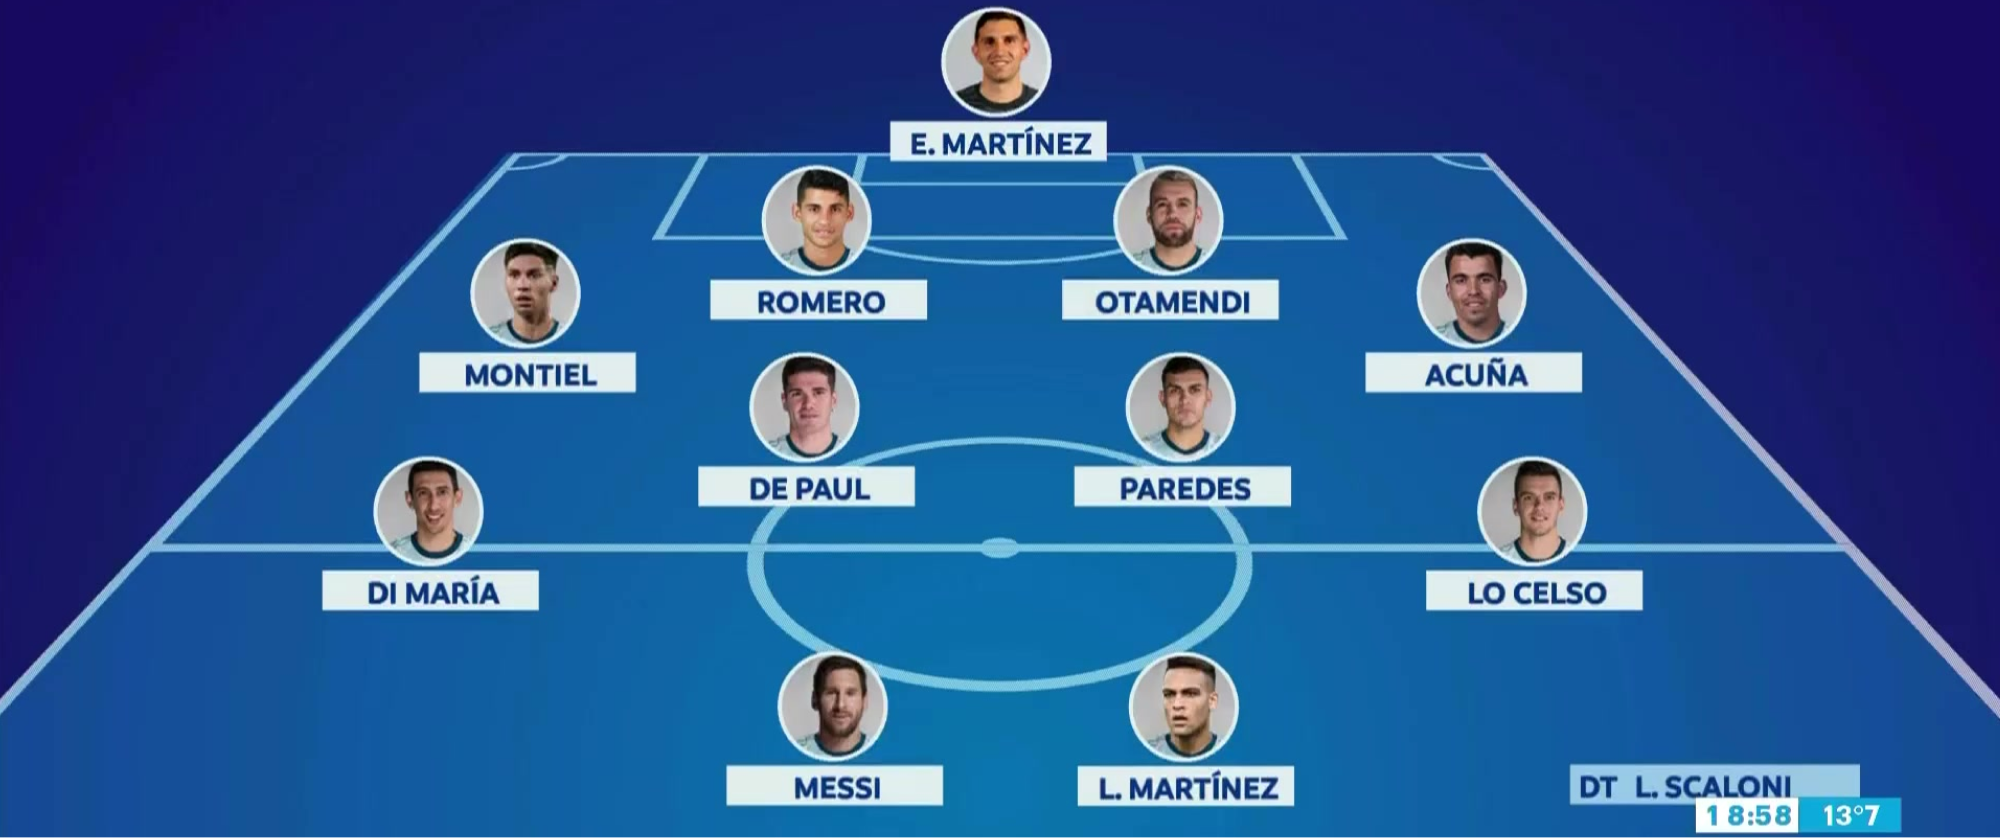 E. MARTÍNEZ
ROMERO
OTAMENDI
MONTIEL
ACUÑA
DE PAUL
PAREDES
DI MARÍA
LO CELSO
MESSI
L. MARTÍNEZ
DT L. SCALONI
18:58 13°7